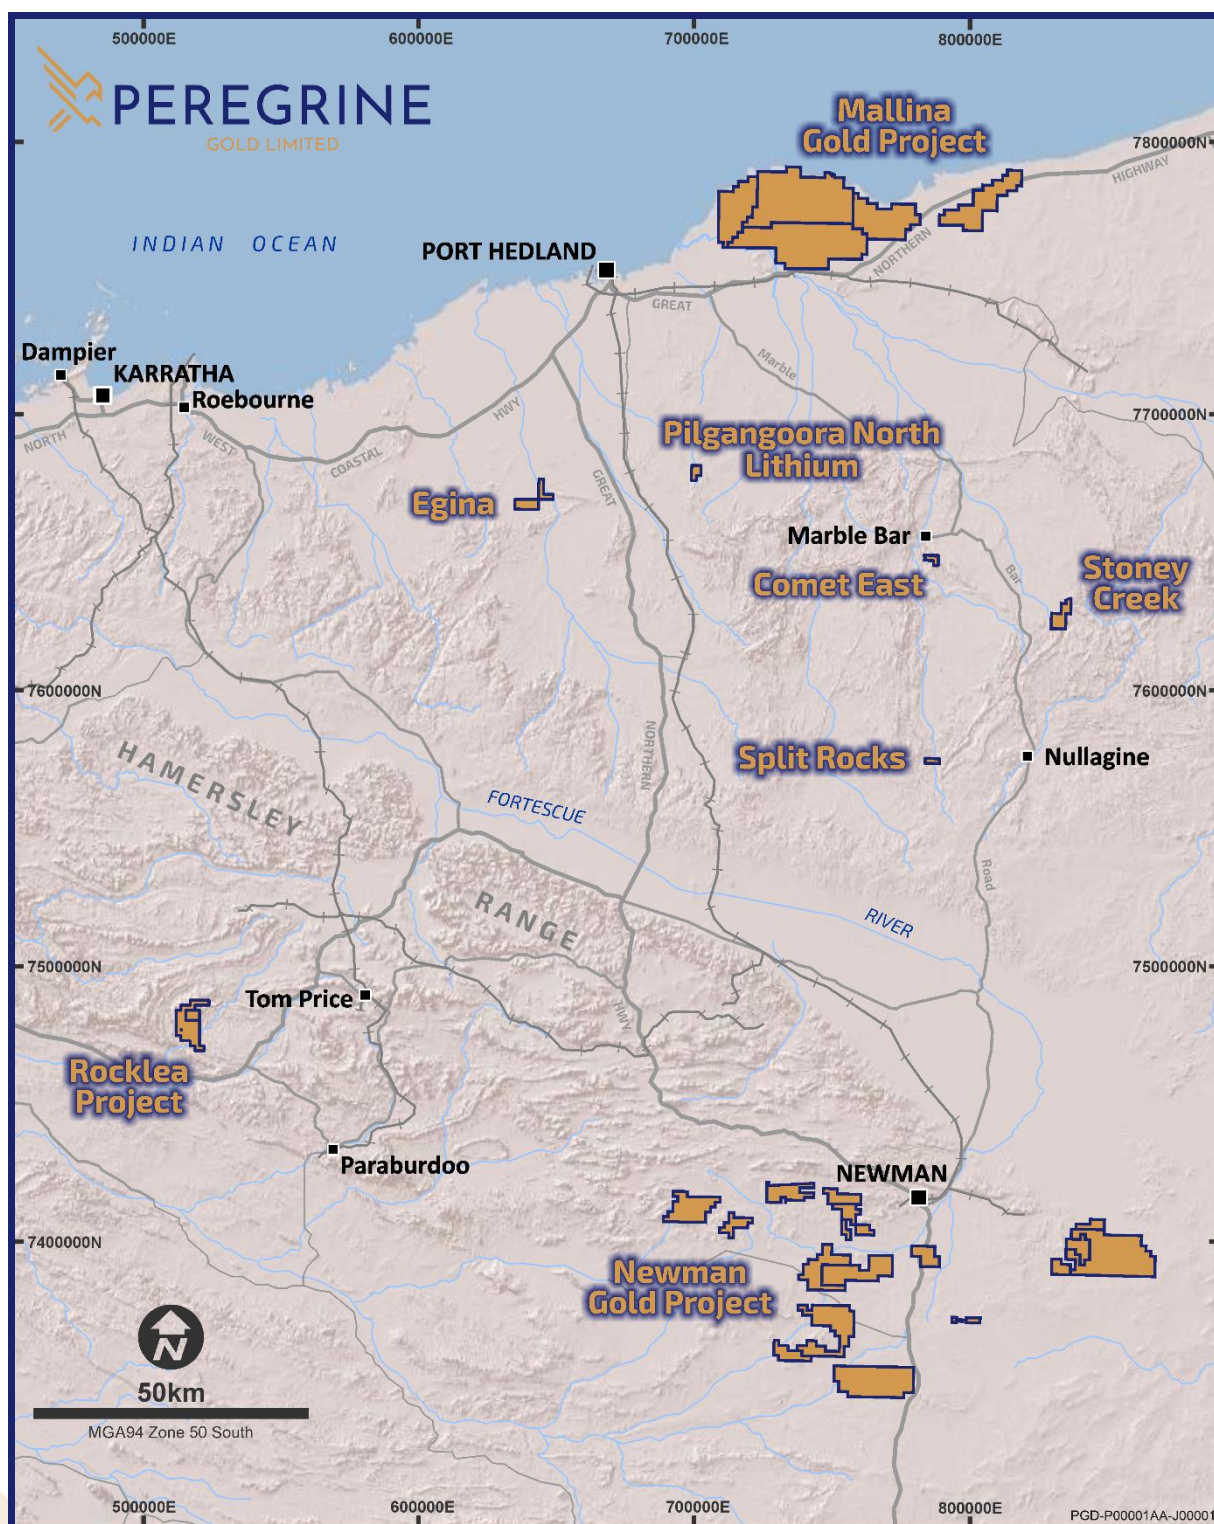 500000E
600000E
700000E
800000E
PEREGRINE
GOLD LIMITED
Mallina
Gold Project
7800000N
7800000N
HIGHWAY
INDIAN OCEAN
PORT HEDLAND
NORTHERN
GREAT
Dampier
KARRATHA
Roebourne
Marble
HWY
NORTH
WEST
COASTAL
7700000N
Pilgangoora North
Lithium
GREAT
Egina
Marble Bar
Comet East
Bar
Stoney
Creek
7600000N
7600000N
HAMERSLEY
NORTHERN
Split Rocks
Nullagine
FORTESCUE
Road
RANGE
RIVER
7500000N
7500000N
Tom Price
HWY
Rocklea
Project
Paraburdoo
NEWMAN
7400000N
7400000N
Newman
Gold Project
N
50km
MGA94 Zone 50 South
500000E
600000E
700000E
800000E
PGD-P00001AA-J00001